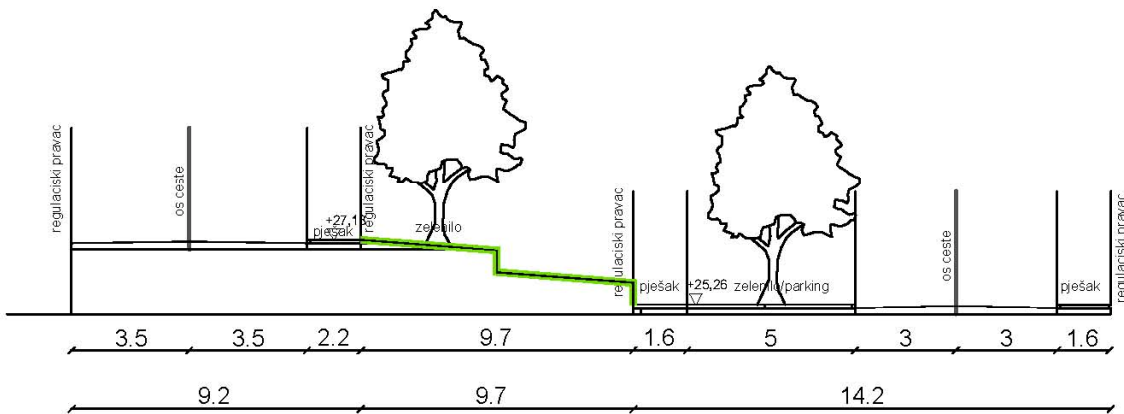 regulaciski pravac
os ceste
regulaciski pravac
pješak
zelenilo
regulaciski pravac
pješak
+25,26
zelenilo/parking
os ceste
pješak
regulaciski pravac
3.5
3.5
2.2
9.7
1.6
5
3
3
1.6
9.2
9.7
14.2